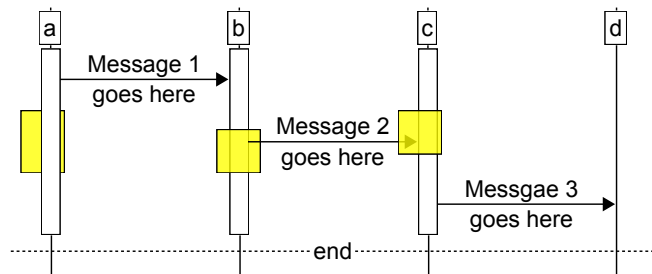 a
b
c
d
Message 1
goes here
Message 2
goes here
Messgae 3
goes here
end